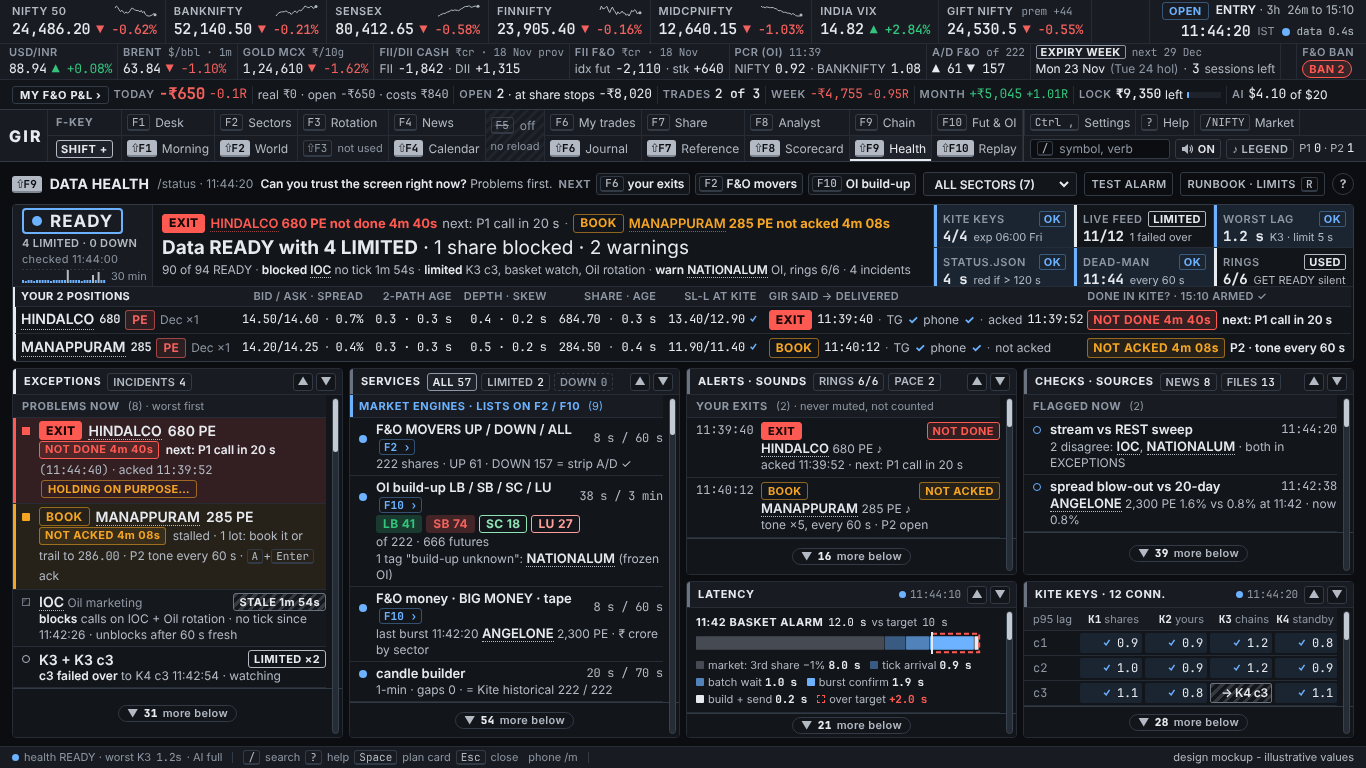 NIFTY 50 BANKNIFTY SENSEX FINNIFTY MIDCPNIFTY INDIA VIX GIFT NIFTY prem +44 OPEN ENTRY · 3h 26m to 15:10
24,486.20 ▼ -0.62% 52,140.50 ▼ -0.21% 80,412.65 ▼ -0.58% 23,905.40 ▼ -0.16% 12,640.15 ▼ -1.03% 14.82 ▲ +2.84% 24,530.5 ▼ -0.55% 11:44:20 IST ● data 0.4s
USD/INR BRENT $/bbl · 1m GOLD MCX ₹/10g FII/DII CASH ₹cr · 18 Nov prov FII F&O ₹cr · 18 Nov PCR (OI) 11:39 A/D F&O of 222 EXPIRY WEEK next 29 Dec F&O BAN
88.94 ▲ +0.08% 63.84 ▼ -1.10% 1,24,610 ▼ -1.62% FII -1,842 · DII +1,315 idx fut -2,110 · stk +640 NIFTY 0.92 · BANKNIFTY 1.08 ▲ 61 ▼ 157 Mon 23 Nov (Tue 24 hol) · 3 sessions left BAN 2
MY F&O P&L › TODAY -₹650 -0.1R real ₹0 · open -₹650 · costs ₹840 OPEN 2 · at share stops -₹8,020 TRADES 2 of 3 WEEK -₹4,755 -0.95R MONTH +₹5,045 +1.01R LOCK ₹9,350 left AI $4.10 of $20
GIR F-KEY F1 Desk F2 Sectors F3 Rotation F4 News F5 off F6 My trades F7 Share F8 Analyst F9 Chain F10 Fut & OI Ctrl , Settings ? Help /NIFTY Market
SHIFT + ⇧F1 Morning ⇧F2 World ⇧F3 not used ⇧F4 Calendar no reload ⇧F6 Journal ⇧F7 Reference ⇧F8 Scorecard ⇧F9 Health ⇧F10 Replay / symbol, verb ON ♪ LEGEND P1 0 · P2 1
⇧F9 DATA HEALTH /status · 11:44:20 Can you trust the screen right now? Problems first. NEXT F6 your exits F2 F&O movers F10 OI build-up ALL SECTORS (7) TEST ALARM RUNBOOK · LIMITS R ?
● READY
4 LIMITED · 0 DOWN
checked 11:44:00
30 min
EXIT HINDALCO 680 PE not done 4m 40s next: P1 call in 20 s · BOOK MANAPPURAM 285 PE not acked 4m 08s
Data READY with 4 LIMITED · 1 share blocked · 2 warnings
90 of 94 READY · blocked IOC no tick 1m 54s · limited K3 c3, basket watch, Oil rotation · warn NATIONALUM OI, rings 6/6 · 4 incidents
KITE KEYS OK LIVE FEED LIMITED WORST LAG OK
4/4 exp 06:00 Fri 11/12 1 failed over 1.2 s K3 · limit 5 s
STATUS.JSON OK DEAD-MAN OK RINGS USED
4 s red if > 120 s 11:44 every 60 s 6/6 GET READY silent
YOUR 2 POSITIONS BID / ASK · SPREAD 2-PATH AGE DEPTH · SKEW SHARE · AGE SL-L AT KITE GIR SAID → DELIVERED DONE IN KITE? · 15:10 ARMED ✓
HINDALCO 680 PE Dec ×1 14.50/14.60 · 0.7% 0.3 · 0.3 s 0.4 · 0.2 s 684.70 · 0.3 s 13.40/12.90 ✓ EXIT 11:39:40 · TG ✓ phone ✓ · acked 11:39:52 NOT DONE 4m 40s next: P1 call in 20 s
MANAPPURAM 285 PE Dec ×1 14.20/14.25 · 0.4% 0.3 · 0.3 s 0.5 · 0.2 s 284.50 · 0.4 s 11.90/11.40 ✓ BOOK 11:40:12 · TG ✓ phone ✓ · not acked NOT ACKED 4m 08s P2 · tone every 60 s
EXCEPTIONS INCIDENTS 4 ▲ ▼
PROBLEMS NOW (8) · worst first
EXIT HINDALCO 680 PE
NOT DONE 4m 40s next: P1 call in 20 s
(11:44:40) · acked 11:39:52
HOLDING ON PURPOSE...
BOOK MANAPPURAM 285 PE
NOT ACKED 4m 08s stalled · 1 lot: book it or
trail to 286.00 · P2 tone every 60 s · A + Enter
ack
IOC Oil marketing STALE 1m 54s
blocks calls on IOC + Oil rotation · no tick since
11:42:26 · unblocks after 60 s fresh
K3 + K3 c3 LIMITED ×2
c3 failed over to K4 c3 11:42:54 · watching
▼ 31 more below
SERVICES ALL 57 LIMITED 2 DOWN 0 ▲ ▼
MARKET ENGINES · LISTS ON F2 / F10 (9)
F&O MOVERS UP / DOWN / ALL 8 s / 60 s
F2 ›
222 shares · UP 61 · DOWN 157 = strip A/D ✓
OI build-up LB / SB / SC / LU 38 s / 3 min
F10 ›
LB 41 SB 74 SC 18 LU 27
of 222 · 666 futures
1 tag "build-up unknown": NATIONALUM (frozen
OI)
F&O money · BIG MONEY · tape 8 s / 60 s
F10 ›
last burst 11:42:20 ANGELONE 2,300 PE · ₹ crore
by sector
candle builder 20 s / 70 s
1-min · gaps 0 · = Kite historical 222 / 222
▼ 54 more below
ALERTS · SOUNDS RINGS 6/6 PACE 2 ▲ ▼
YOUR EXITS (2) · never muted, not counted
11:39:40 EXIT NOT DONE
HINDALCO 680 PE ♪
acked 11:39:52 · next: P1 call in 20 s
11:40:12 BOOK NOT ACKED
MANAPPURAM 285 PE ♪
tone ×5, every 60 s · P2 open
▼ 16 more below
LATENCY ● 11:44:10 ▲ ▼
11:42 BASKET ALARM 12.0 s vs target 10 s
market: 3rd share −1% 8.0 s tick arrival 0.9 s
batch wait 1.0 s burst confirm 1.9 s
build + send 0.2 s over target +2.0 s
▼ 21 more below
CHECKS · SOURCES NEWS 8 FILES 13 ▲ ▼
FLAGGED NOW (2)
stream vs REST sweep 11:44:20
2 disagree: IOC, NATIONALUM · both in
EXCEPTIONS
spread blow-out vs 20-day 11:42:38
ANGELONE 2,300 PE 1.6% vs 0.8% at 11:42 · now
0.8%
▼ 39 more below
KITE KEYS · 12 CONN. ● 11:44:20 ▲ ▼
p95 lag K1 shares K2 yours K3 chains K4 standby
c1 ✓ 0.9 ✓ 0.9 ✓ 1.2 ✓ 0.8
c2 ✓ 1.0 ✓ 0.9 ✓ 1.2 ✓ 0.9
c3 ✓ 1.1 ✓ 0.8 → K4 c3 ✓ 1.1
▼ 28 more below
● health READY · worst K3 1.2s · AI full / search ? help Space plan card Esc close phone /m design mockup - illustrative values